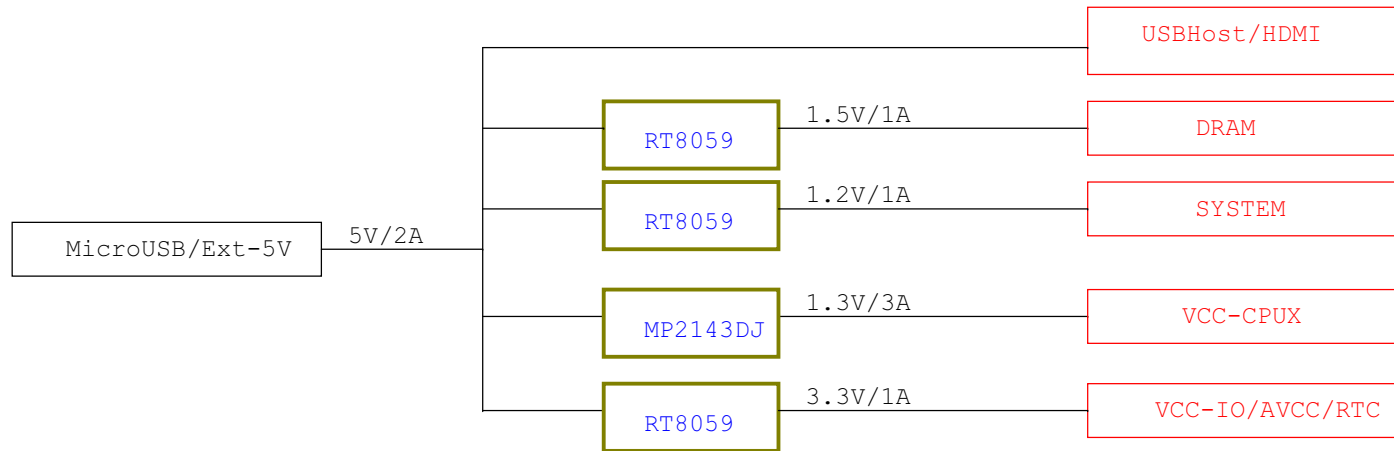 USBHost/HDMI
1.5V/1A
RT8059
DRAM
1.2V/1A
RT8059
SYSTEM
MicroUSB/Ext-5V
5V/2A
1.3V/3A
MP2143DJ
VCC-CPUX
3.3V/1A
RT8059
VCC-IO/AVCC/RTC